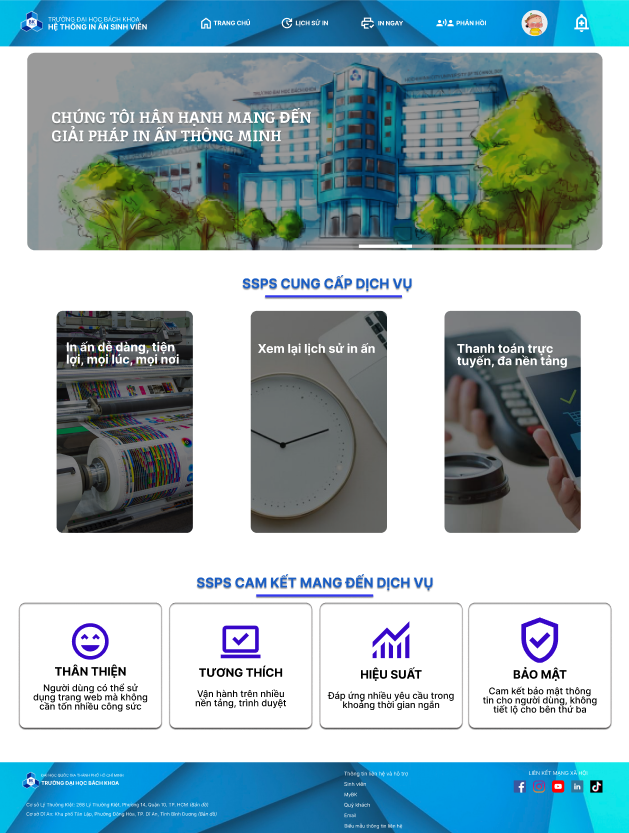 TRƯỜNG ĐẠI HỌC BÁCH KHOA
HỆ THỐNG IN ẤN SINH VIÊN
TRANG CHỦ
LỊCH SỬ IN
IN NGAY
PHẢN HỒI
CHÚNG TÔI HÂN HẠNH MANG ĐẾN
GIẢI PHÁP IN ẤN THÔNG MINH
SSPS CUNG CẤP DỊCH VỤ
In ấn dễ dàng, tiện
lợi, mọi lúc, mọi nơi
Xem lại lịch sử in ấn
Thanh toán trực
tuyến, đa nền tảng
SSPS CAM KẾT MANG ĐẾN DỊCH VỤ
THÂN THIỆN
Người dùng có thể sử
dụng trang web mà không
cần tốn nhiều công sức
TƯƠNG THÍCH
Vận hành trên nhiều
nền tảng, trình duyệt
HIỆU SUẤT
Đáp ứng nhiều yêu cầu trong
khoảng thời gian ngắn
BẢO MẬT
Cam kết bảo mật thông
tin cho người dùng, không
tiết lộ cho bên thứ ba
ĐẠI HỌC QUỐC GIA THÀNH PHỐ HỒ CHÍ MINH
TRƯỜNG ĐẠI HỌC BÁCH KHOA
Cơ sở Lý Thường Kiệt: 268 Lý Thường Kiệt, Phường 14, Quận 10, TP. HCM (Bản đồ)
Cơ sở Dĩ An: Khu phố Tân Lập, Phường Đông Hòa, TP. Dĩ An, Tỉnh Bình Dương (Bản đồ)
Thông tin liên hệ và hỗ trợ
Sinh viên
MyBK
Quý khách
Email
Biểu mẫu thông tin liên hệ
LIÊN KẾT MẠNG XÃ HỘI